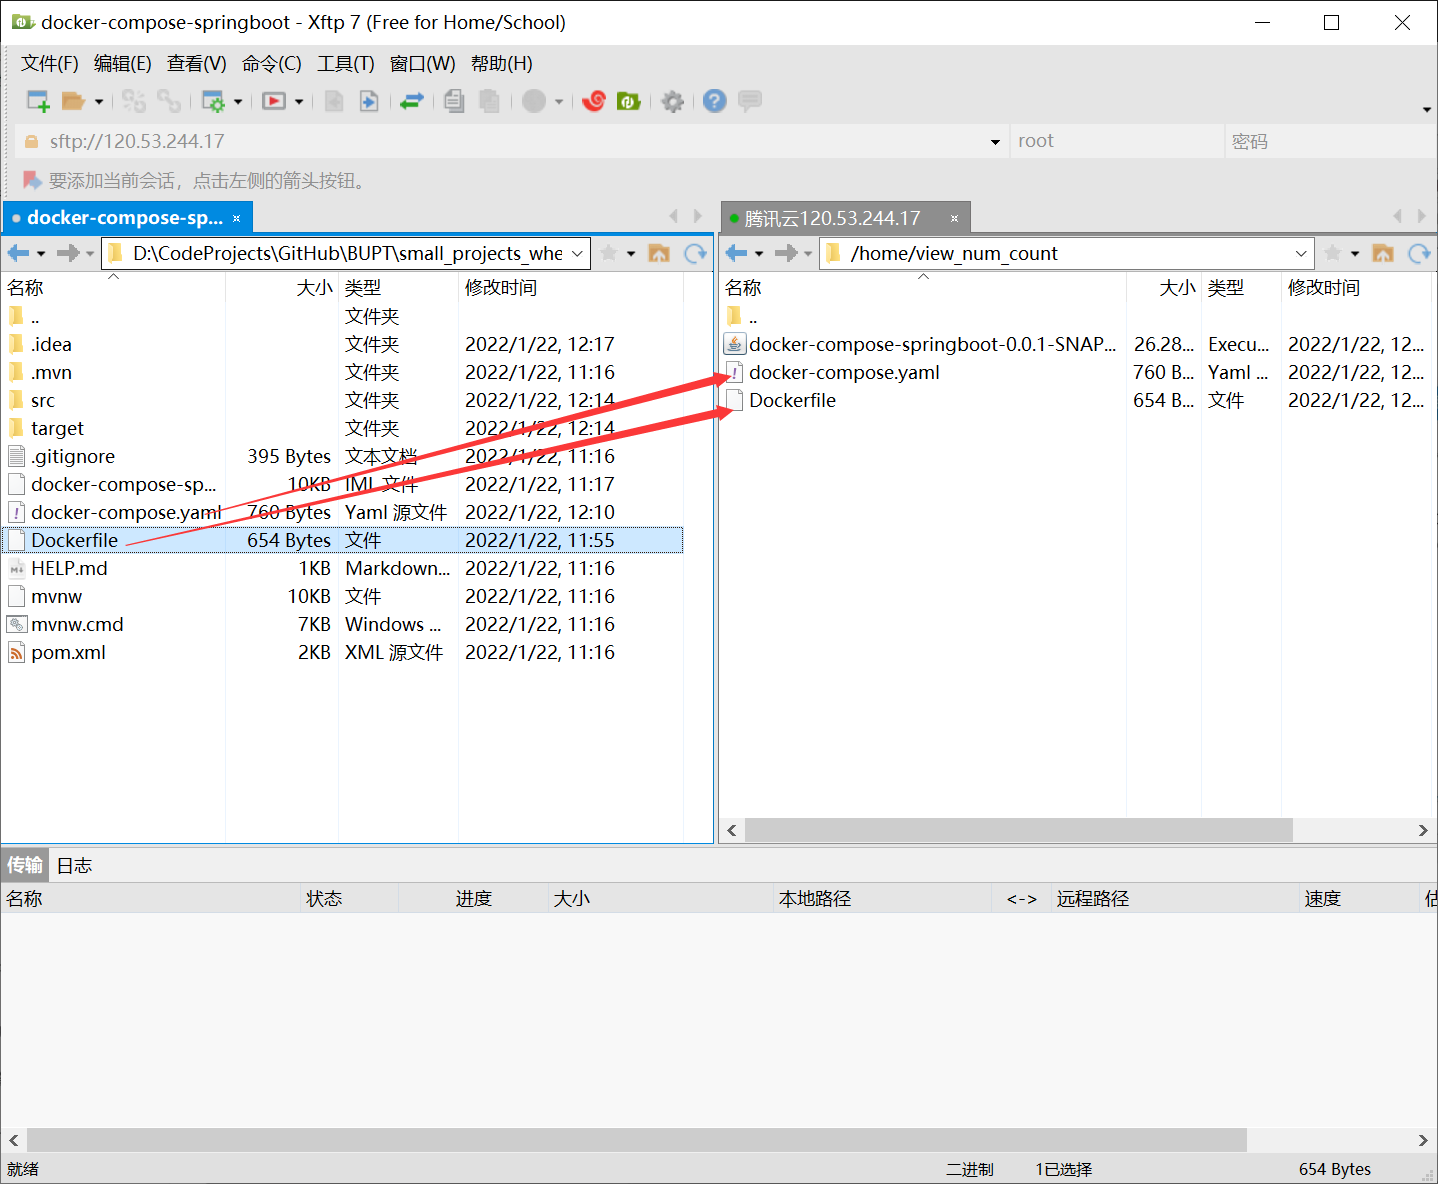 docker-compose-springboot - Xftp 7 (Free for Home/School)
文件(F) 编辑(E) 查看(V) 命令(C) 工具(T) 窗口(W) 帮助(H)
sftp://120.53.244.17 root 密码
要添加当前会话，点击左侧的箭头按钮。
docker-compose-sp...
D:\CodeProjects\GitHub\BUPT\small_projects_whe
名称 大小 类型 修改时间
.. 文件夹
.idea 文件夹 2022/1/22, 12:17
.mvn 文件夹 2022/1/22, 11:16
src 文件夹 2022/1/22, 12:14
target 文件夹 2022/1/22, 12:14
.gitignore 395 Bytes 文本文档 2022/1/22, 11:16
docker-compose-sp... 10KB IML 文件 2022/1/22, 11:17
docker-compose.yaml 760 Bytes Yaml 源文件 2022/1/22, 12:10
Dockerfile 654 Bytes 文件 2022/1/22, 11:55
HELP.md 1KB Markdown... 2022/1/22, 11:16
mvnw 10KB 文件 2022/1/22, 11:16
mvnw.cmd 7KB Windows ... 2022/1/22, 11:16
pom.xml 2KB XML 源文件 2022/1/22, 11:16
腾讯云120.53.244.17
/home/view_num_count
名称 大小 类型 修改时间
..
docker-compose-springboot-0.0.1-SNAP... 26.28... Execu... 2022/1/22, 12...
docker-compose.yaml 760 B... Yaml ... 2022/1/22, 12...
Dockerfile 654 B... 文件 2022/1/22, 12...
传输 日志
名称 状态 进度 大小 本地路径 <-> 远程路径 速度 估
就绪 二进制 1已选择 654 Bytes